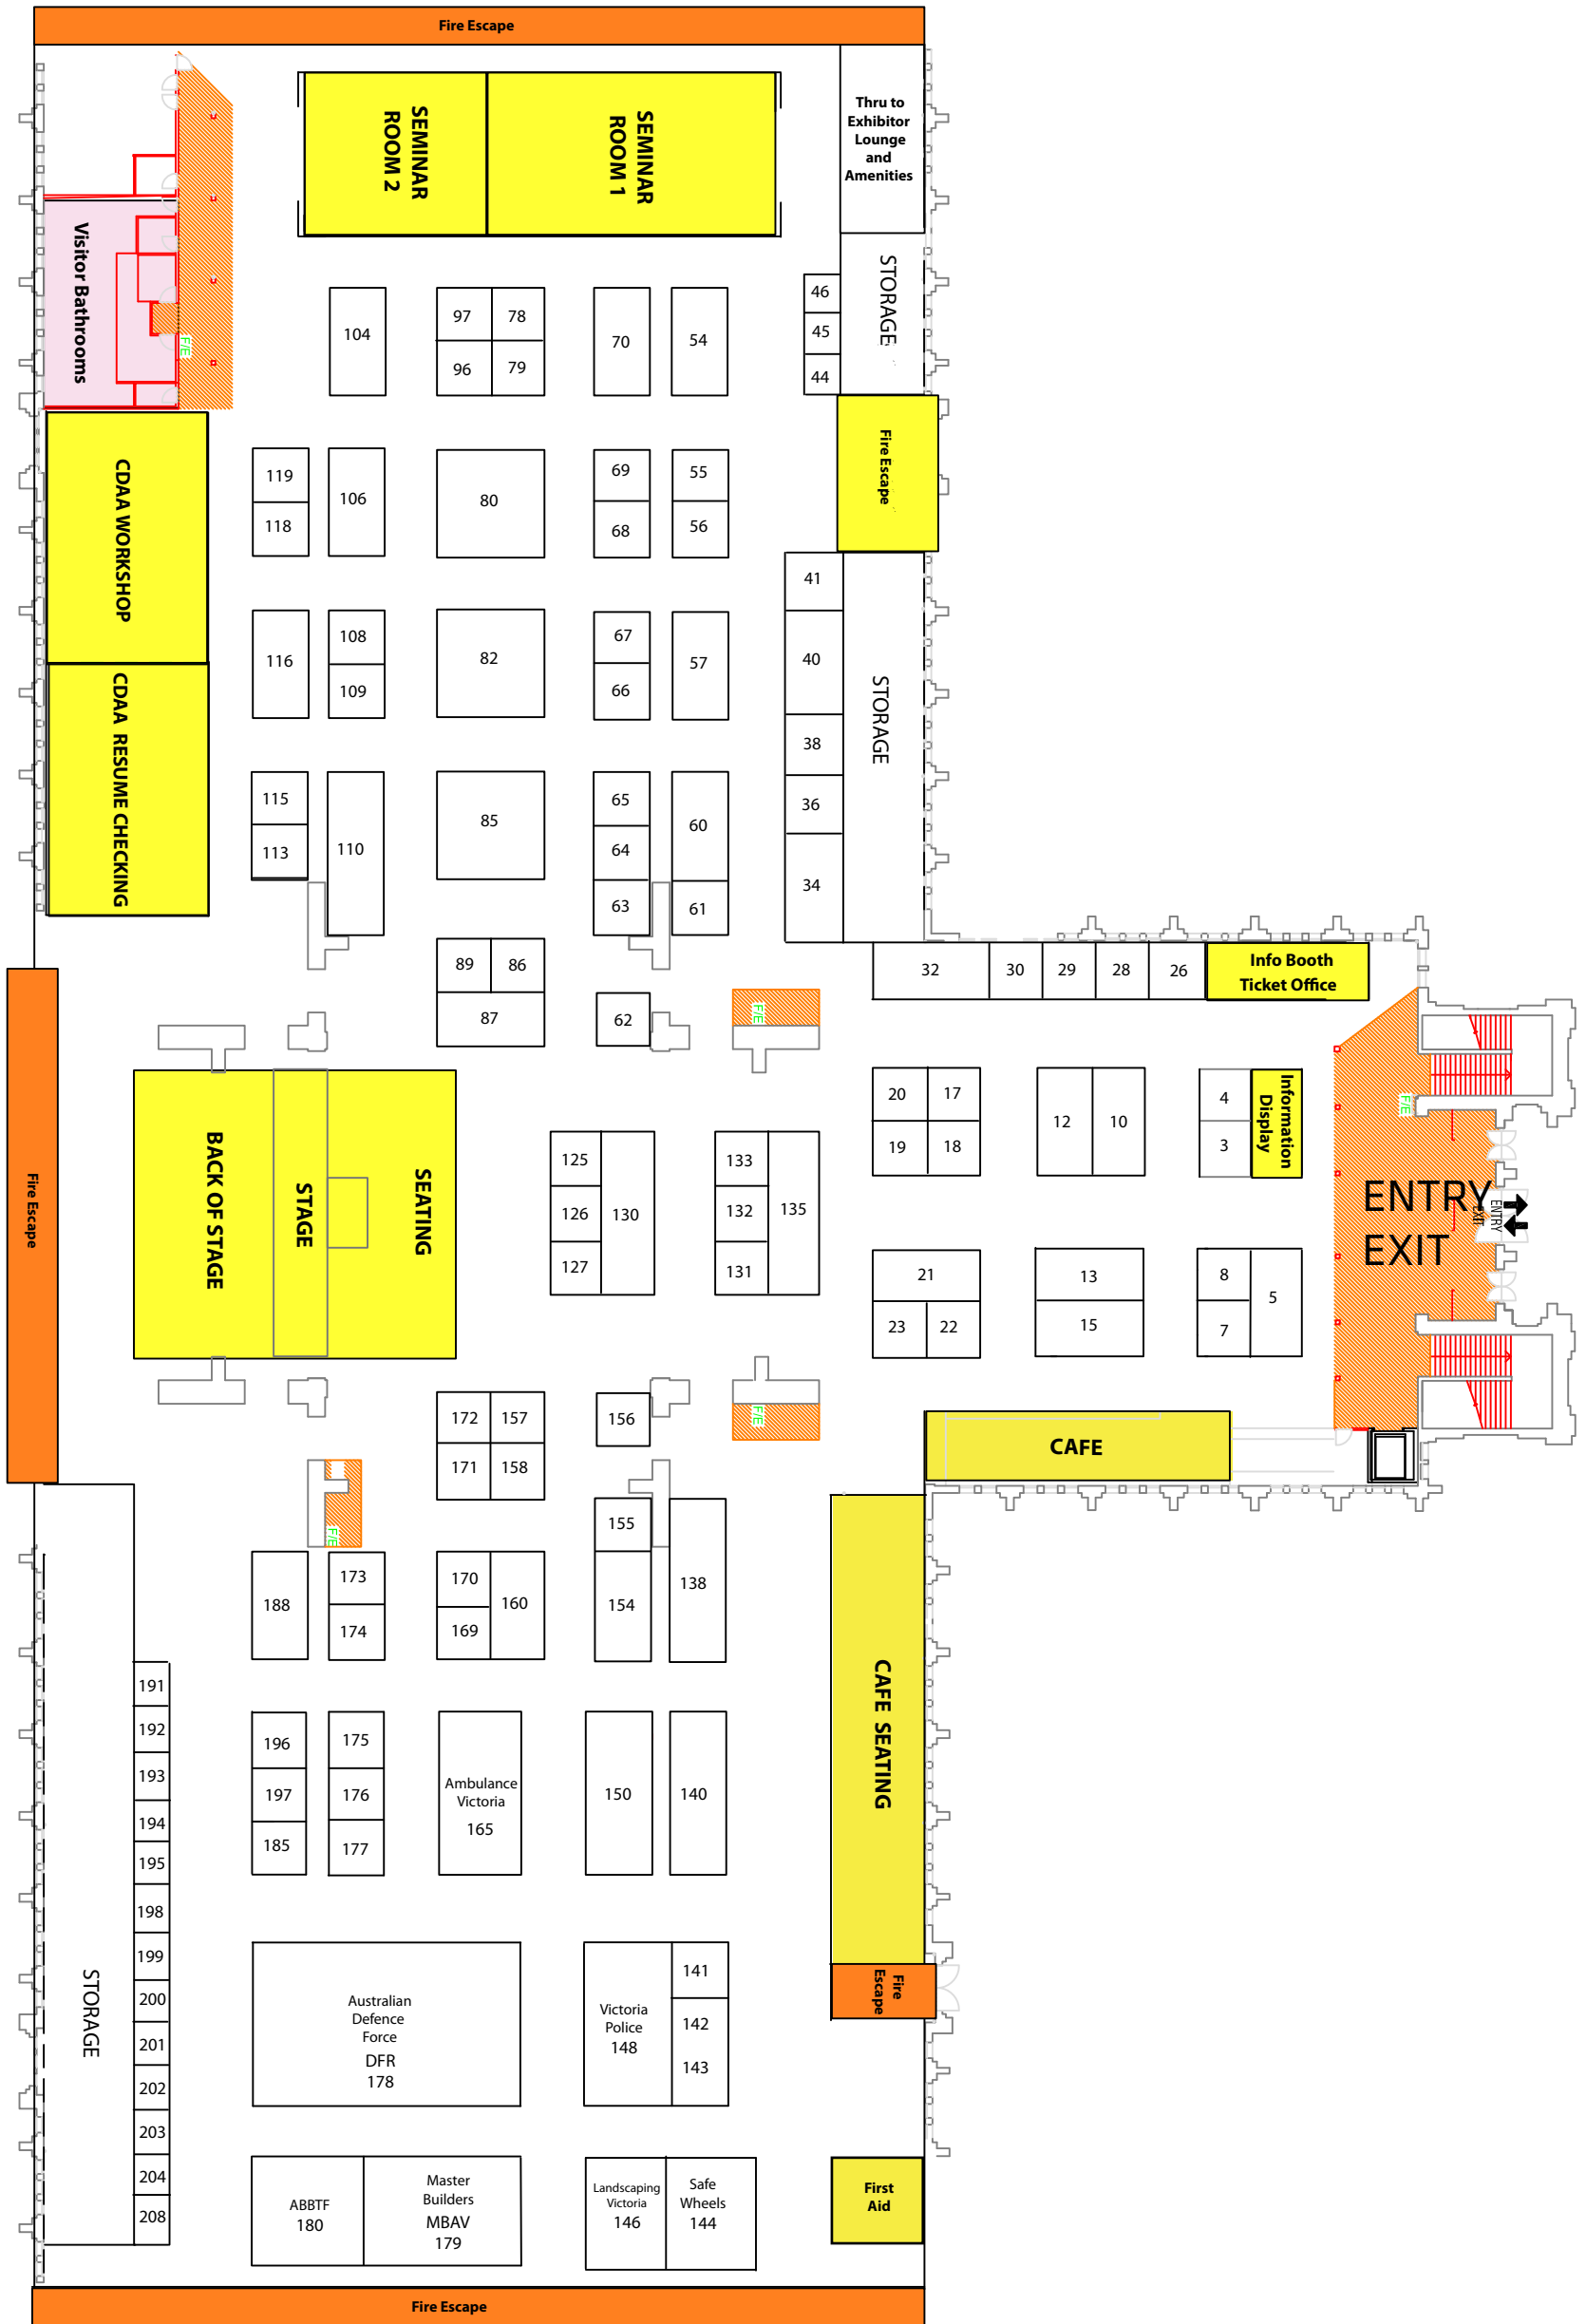 Fire Escape
Thru to
Exhibitor
Lounge
and
Amenities
SEMINAR
ROOM 2
SEMINAR
ROOM 1
Visitor Bathrooms
F/E
STORAGE
46
45
44
104
97
78
96
79
70
54
Fire Escape
CDAA WORKSHOP
119
118
106
80
69
68
55
56
41
40
38
36
34
STORAGE
116
108
109
82
67
66
57
CDAA RESUME CHECKING
115
113
110
85
65
64
63
60
61
89
86
87
62
F/E
32
30
29
28
26
Info Booth
Ticket Office
Fire Escape
BACK OF STAGE
STAGE
SEATING
125
126
127
130
133
132
131
135
20
17
19
18
12
10
4
3
Information
Display
F/E
ENTRY
EXIT
ENTRY
EXIT
21
23
22
13
15
8
7
5
172
157
171
158
156
F/E
CAFE
F/E
155
154
138
188
173
174
170
169
160
CAFE SEATING
191
192
193
194
195
198
199
200
201
202
203
204
208
STORAGE
196
197
185
175
176
177
Ambulance
Victoria
165
150
140
Australian
Defence
Force
DFR
178
Victoria
Police
148
141
142
143
Fire
Escape
ABBTF
180
Master
Builders
MBAV
179
Landscaping
Victoria
146
Safe
Wheels
144
First
Aid
Fire Escape